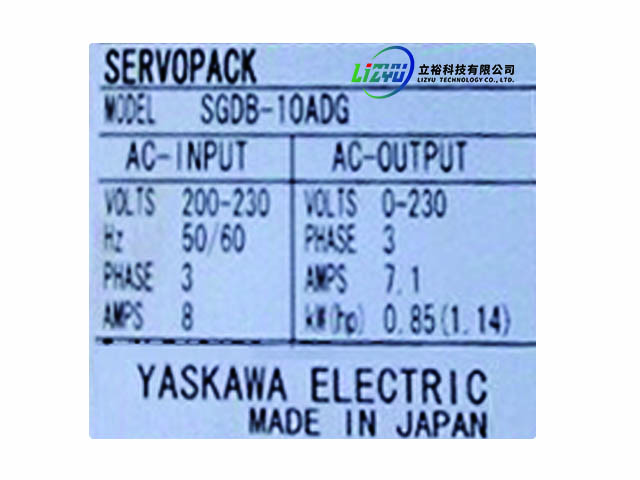 SERVOPACK
LiZYU 立裕科技有限公司
LIZYU TECHNOLOGY CO., LTD.
MODEL SGDB-10ADG
AC-INPUT AC-OUTPUT
VOLTS 200-230 VOLTS 0-230
Hz 50/60 PHASE 3
PHASE 3 AMPS 7.1
AMPS 8 kW(hp) 0.85(1.14)
YASKAWA ELECTRIC
MADE IN JAPAN